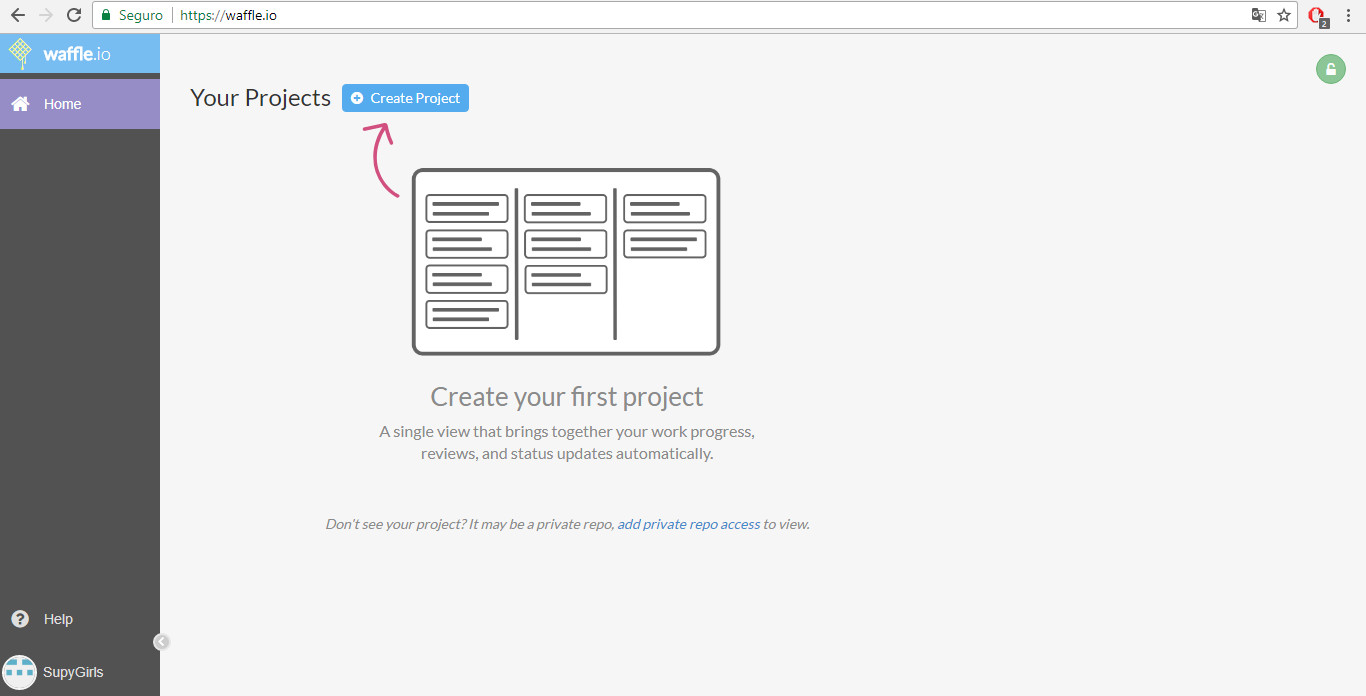 Seguro
https://waffle.io
2
waffle.io
Home
Your Projects
Create Project
Create your first project
A single view that brings together your work progress,
reviews, and status updates automatically.
Don't see your project? It may be a private repo, add private repo access to view.
Help
SupyGirls